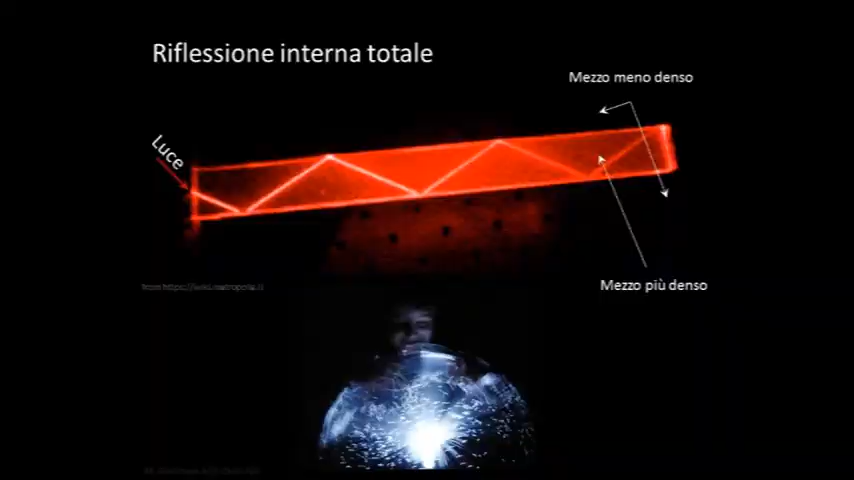 Riflessione interna totale
Mezzo meno denso
Luce
Mezzo più denso